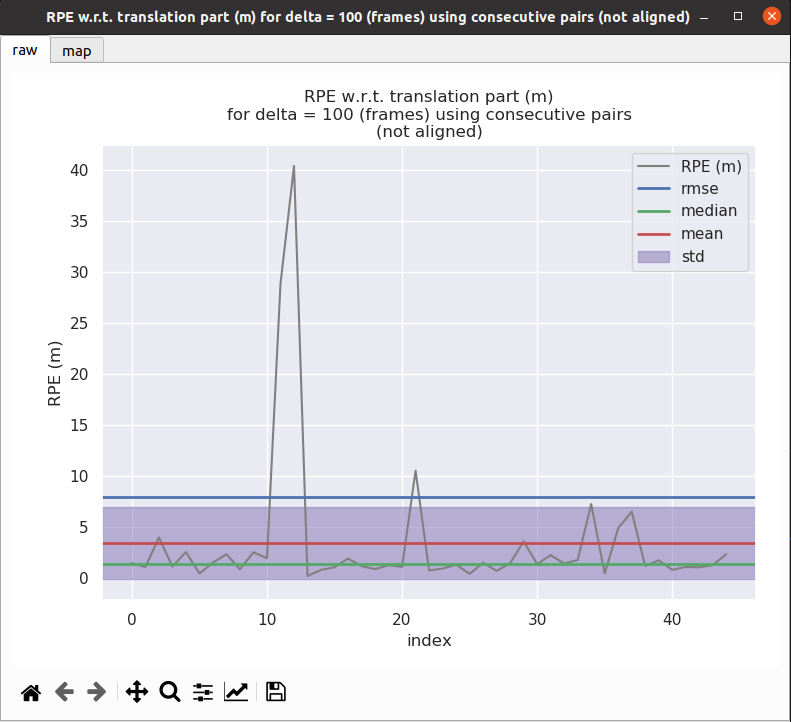 RPE w.r.t. translation part (m) for delta = 100 (frames) using consecutive pairs (not aligned)
raw
map
RPE w.r.t. translation part (m)
for delta = 100 (frames) using consecutive pairs
(not aligned)
RPE (m)
rmse
median
mean
std
40
35
30
25
20
15
10
5
0
RPE (m)
0
10
20
30
40
index